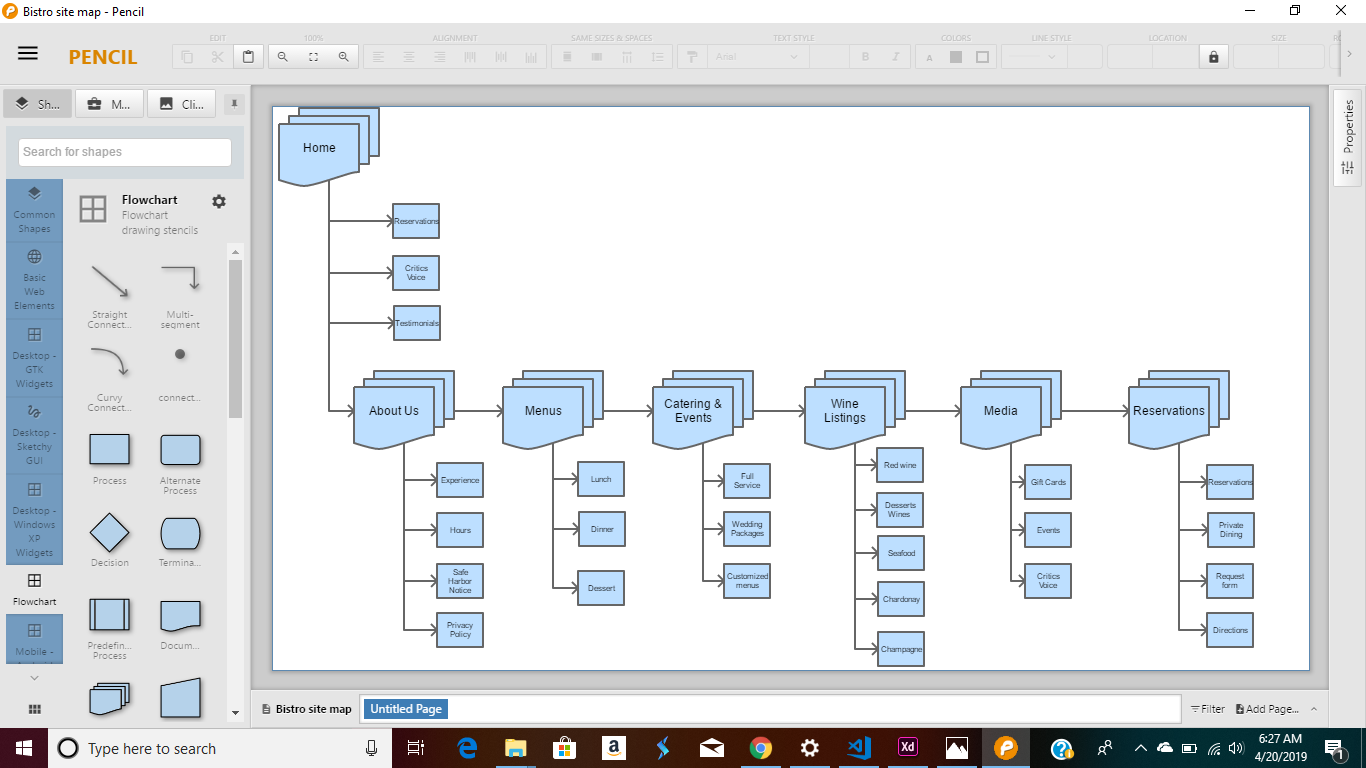 Bistro site map - Pencil
PENCIL
EDIT
100%
ALIGNMENT
SAME SIZES & SPACES
TEXT STYLE
COLORS
LINE STYLE
LOCATION
SIZE
Arial
B
I
A
Sh...
M...
Cli...
Search for shapes
Common
Shapes
Basic
Web
Elements
Desktop -
GTK
Widgets
Desktop -
Sketchy
GUI
Desktop -
Windows
XP
Widgets
Flowchart
Mobile -
Flowchart
Flowchart
drawing stencils
Straight
Connect...
Multi-
segment
Curvy
Connect...
connect...
Process
Alternate
Process
Decision
Termina...
Predefin...
Process
Docum...
Home
Reservations
Critics
Voice
Testimonials
About Us
Menus
Catering &
Events
Wine
Listings
Media
Reservations
Experience
Hours
Safe
Harbor
Notice
Privacy
Policy
Lunch
Dinner
Dessert
Full
Service
Wedding
Packages
Customized
menus
Red wine
Desserts
Wines
Seafood
Chardonay
Champagne
Gift Cards
Events
Critics
Voice
Reservations
Private
Dining
Request
form
Directions
Properties
Bistro site map
Untitled Page
Filter
Add Page...
Type here to search
a
Xd
6:27 AM
4/20/2019
1